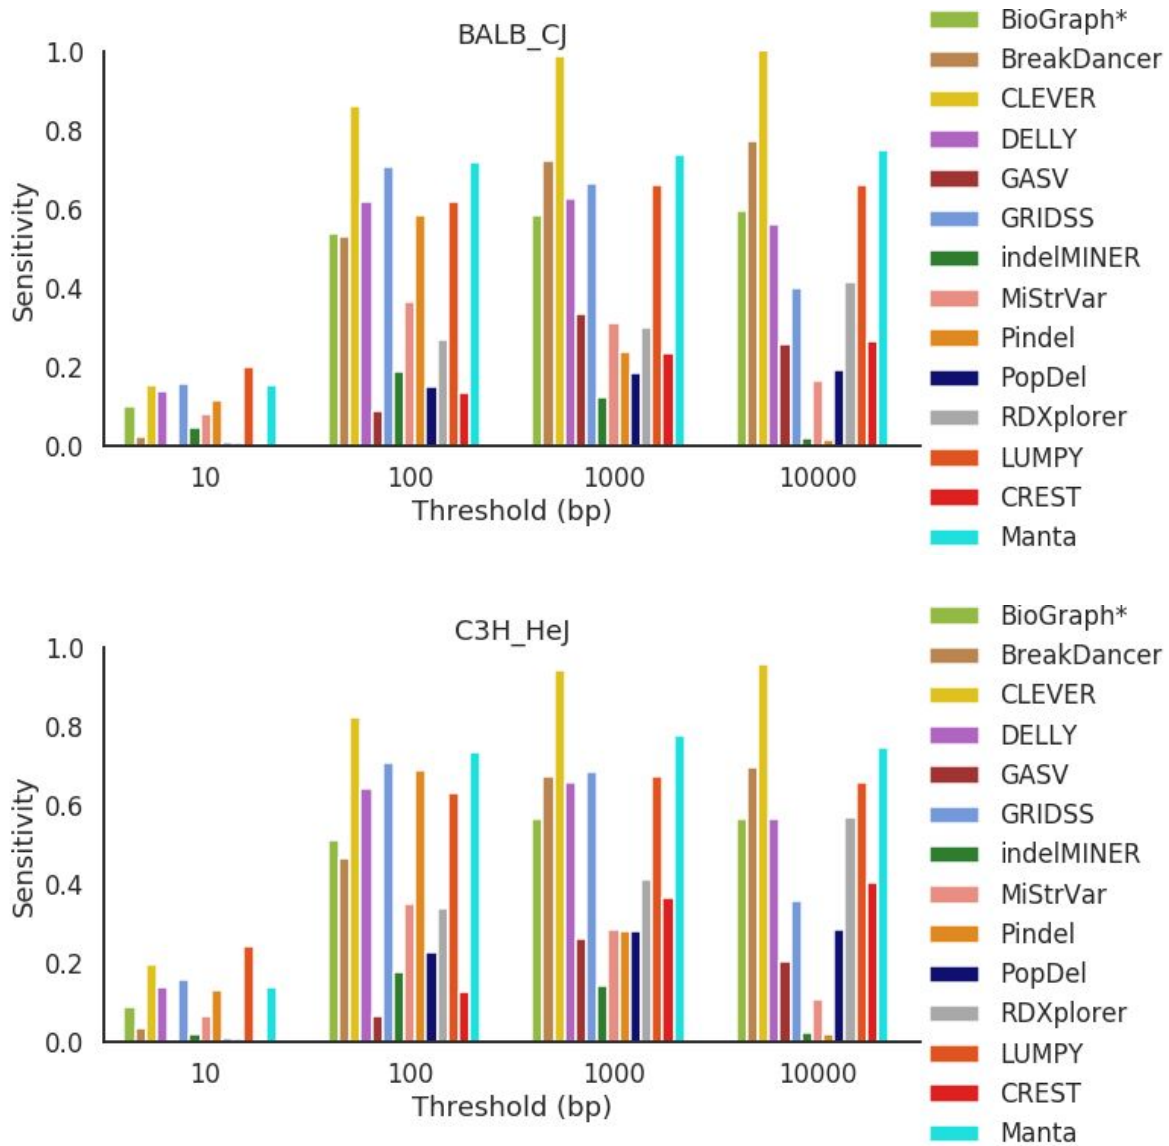 BALB_CJ
1.0
0.8
0.6
0.4
0.2
0.0
Sensitivity
10 100 1000 10000
Threshold (bp)
BioGraph*
BreakDancer
CLEVER
DELLY
GASV
GRIDSS
indelMINER
MiStrVar
Pindel
PopDel
RDXplorer
LUMPY
CREST
Manta
C3H_HeJ
1.0
0.8
0.6
0.4
0.2
0.0
Sensitivity
10 100 1000 10000
Threshold (bp)
BioGraph*
BreakDancer
CLEVER
DELLY
GASV
GRIDSS
indelMINER
MiStrVar
Pindel
PopDel
RDXplorer
LUMPY
CREST
Manta